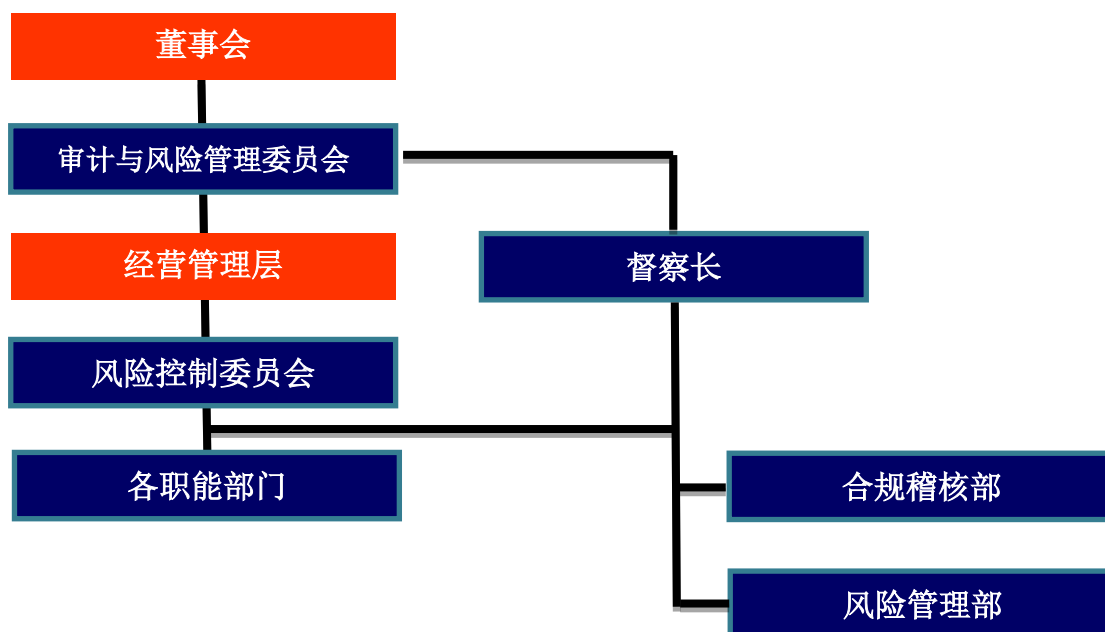 董事会
审计与风险管理委员会
经营管理层
督察长
风险控制委员会
各职能部门
合规稽核部
风险管理部